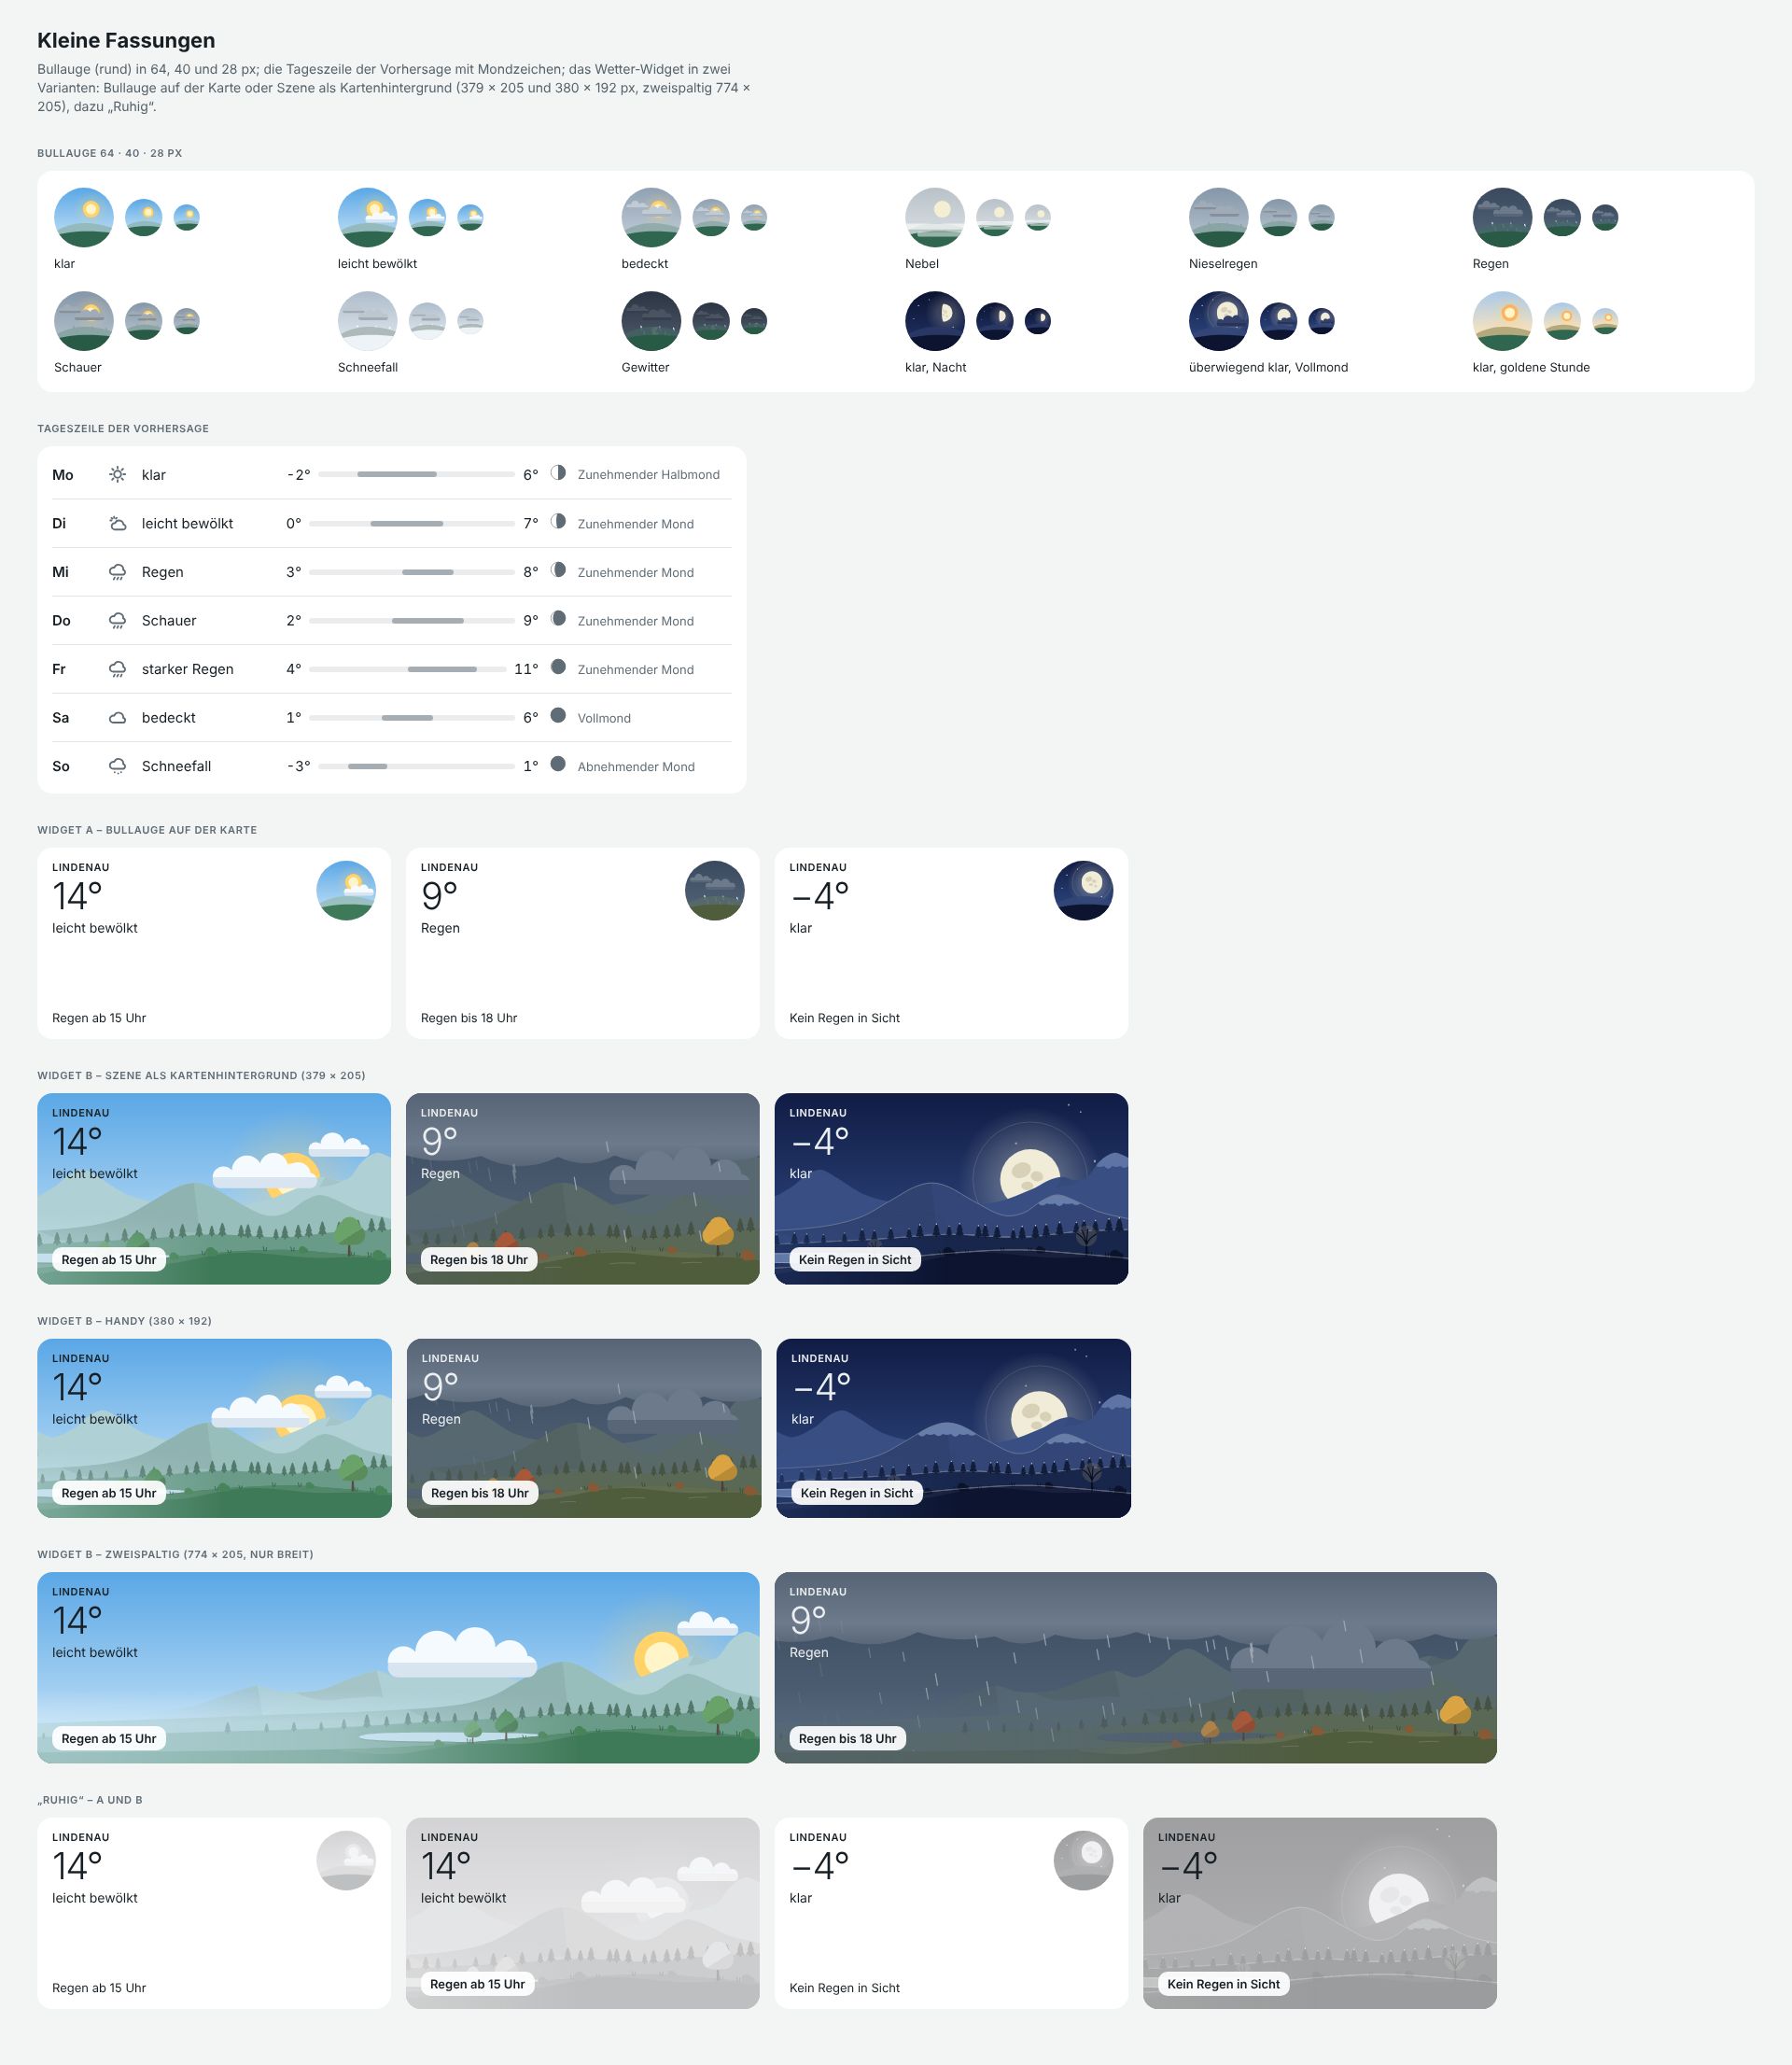 Kleine Fassungen
Bullauge (rund) in 64, 40 und 28 px; die Tageszeile der Vorhersage mit Mondzeichen; das Wetter-Widget in zwei
Varianten: Bullauge auf der Karte oder Szene als Kartenhintergrund (379 × 205 und 380 × 192 px, zweispaltig 774 ×
205), dazu „Ruhig“.
BULLAUGE 64 · 40 · 28 PX
klar
leicht bewölkt
bedeckt
Nebel
Nieselregen
Regen
Schauer
Schneefall
Gewitter
klar, Nacht
überwiegend klar, Vollmond
klar, goldene Stunde
TAGESZEILE DER VORHERSAGE
Mo klar -2° 6° Zunehmender Halbmond
Di leicht bewölkt 0° 7° Zunehmender Mond
Mi Regen 3° 8° Zunehmender Mond
Do Schauer 2° 9° Zunehmender Mond
Fr starker Regen 4° 11° Zunehmender Mond
Sa bedeckt 1° 6° Vollmond
So Schneefall -3° 1° Abnehmender Mond
WIDGET A – BULLAUGE AUF DER KARTE
LINDENAU
14°
leicht bewölkt
Regen ab 15 Uhr
LINDENAU
9°
Regen
Regen bis 18 Uhr
LINDENAU
−4°
klar
Kein Regen in Sicht
WIDGET B – SZENE ALS KARTENHINTERGRUND (379 × 205)
LINDENAU
14°
leicht bewölkt
Regen ab 15 Uhr
LINDENAU
9°
Regen
Regen bis 18 Uhr
LINDENAU
−4°
klar
Kein Regen in Sicht
WIDGET B – HANDY (380 × 192)
LINDENAU
14°
leicht bewölkt
Regen ab 15 Uhr
LINDENAU
9°
Regen
Regen bis 18 Uhr
LINDENAU
−4°
klar
Kein Regen in Sicht
WIDGET B – ZWEISPALTIG (774 × 205, NUR BREIT)
LINDENAU
14°
leicht bewölkt
Regen ab 15 Uhr
LINDENAU
9°
Regen
Regen bis 18 Uhr
„RUHIG“ – A UND B
LINDENAU
14°
leicht bewölkt
Regen ab 15 Uhr
LINDENAU
14°
leicht bewölkt
Regen ab 15 Uhr
LINDENAU
−4°
klar
Kein Regen in Sicht
LINDENAU
−4°
klar
Kein Regen in Sicht